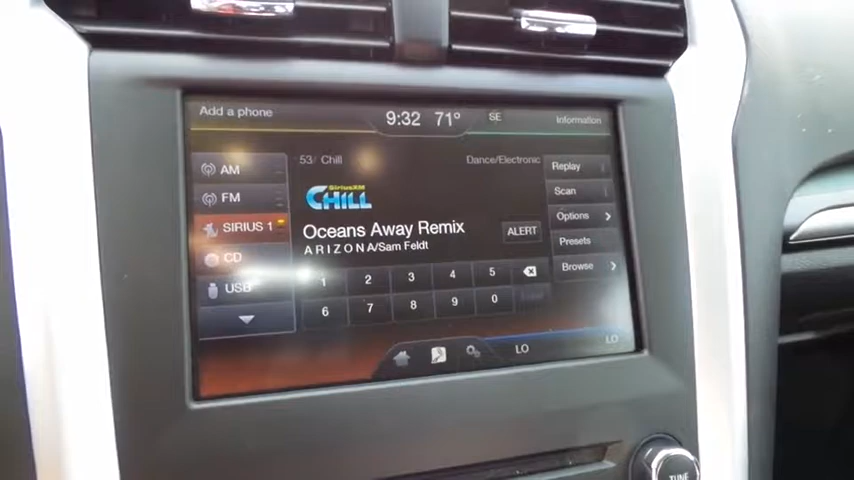 Add a phone 9:32 71° SE Information
AM
FM
SIRIUS 1
CD
USB
53/ Chill Dance/Electronic
SiriusXM
CHILL
Oceans Away Remix
ARIZONA/Sam Feldt
ALERT
Replay
Scan
Options
Presets
Browse
1 2 3 4 5
6 7 8 9 0
LO LO
TUNE